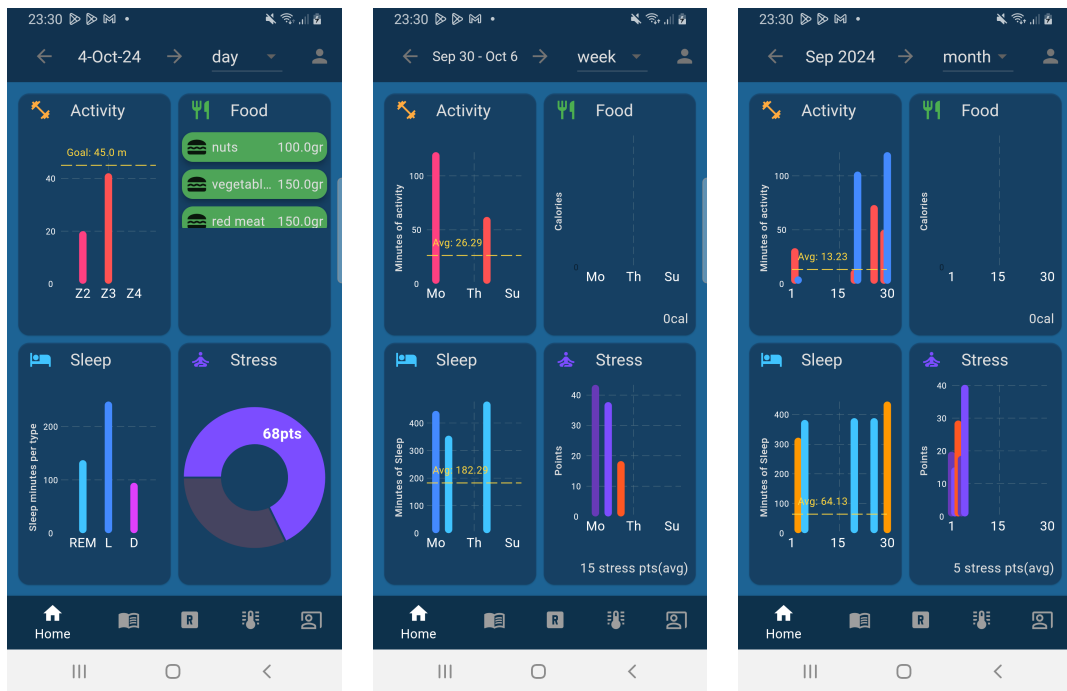 23:30
4-Oct-24
day
Activity
Goal: 45.0 m
40
20
0
Z2 Z3 Z4
Food
nuts 100.0gr
vegetabl... 150.0gr
red meat 150.0gr
Sleep
Sleep minutes per type
200
100
0
REM L D
Stress
68pts
R
Home
23:30
Sep 30 - Oct 6
week
Activity
Minutes of activity
100
50
Avg: 26.29
0
Mo Th Su
Food
Calories
0
Mo Th Su
0cal
Sleep
Minutes of Sleep
400
300
200
Avg: 182.29
100
0
Mo Th Su
Stress
Points
40
30
20
10
0
Mo Th Su
15 stress pts(avg)
R
Home
23:30
Sep 2024
month
Activity
Minutes of activity
100
50
Avg: 13.23
0
1 15 30
Food
Calories
0
1 15 30
0cal
Sleep
Minutes of Sleep
400
300
200
100
Avg: 64.13
0
1 15 30
Stress
Points
40
30
20
10
0
1 15 30
5 stress pts(avg)
R
Home